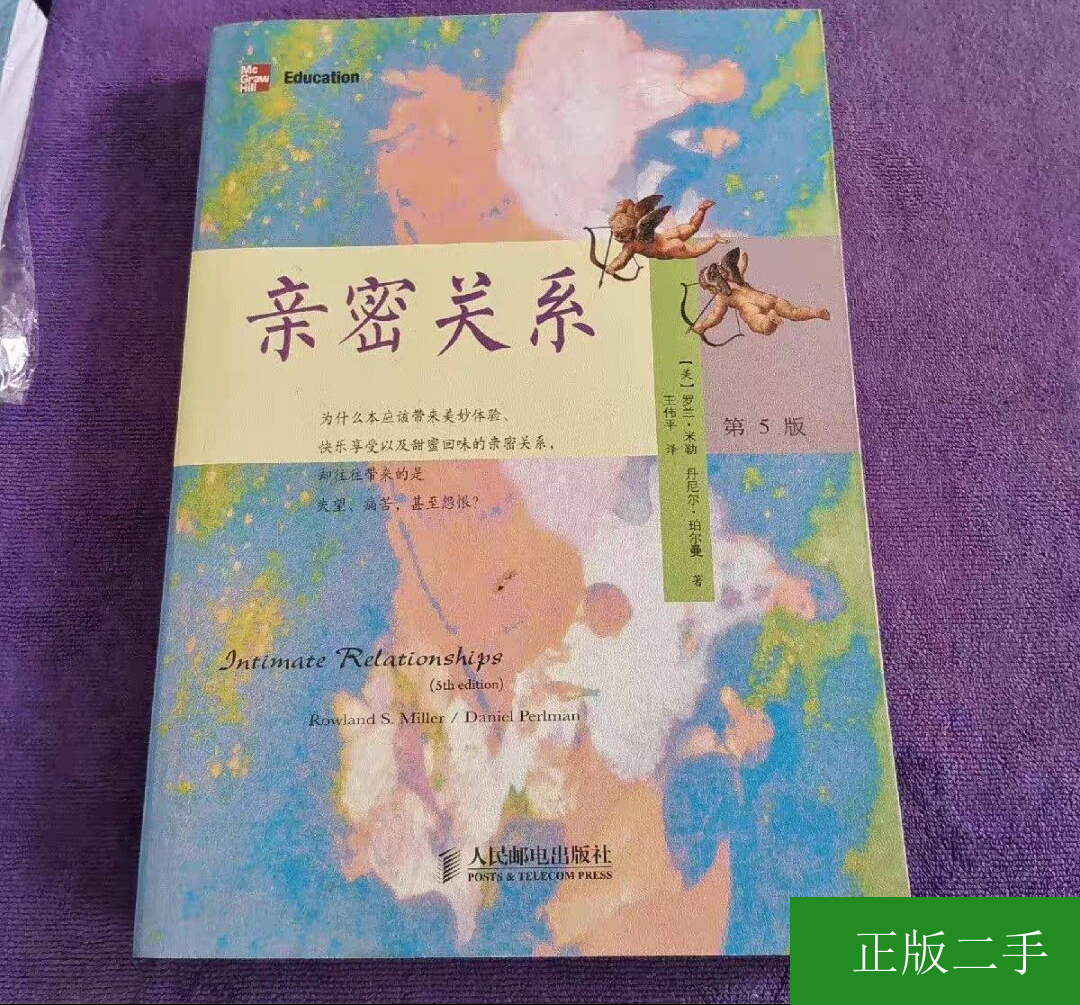 Mc
Graw
Hill
Education
亲密关系
为什么本应该带来美妙体验、
快乐享受以及甜蜜回味的亲密关系，
却往往带来的是
失望、痛苦，甚至怨恨？
【美】罗兰·米勒 丹尼尔·珀尔曼 著
王伟平 译
第 5 版
Intimate Relationships
(5th edition)
Rowland S. Miller / Daniel Perlman
人民邮电出版社
POSTS & TELECOM PRESS
正版二手